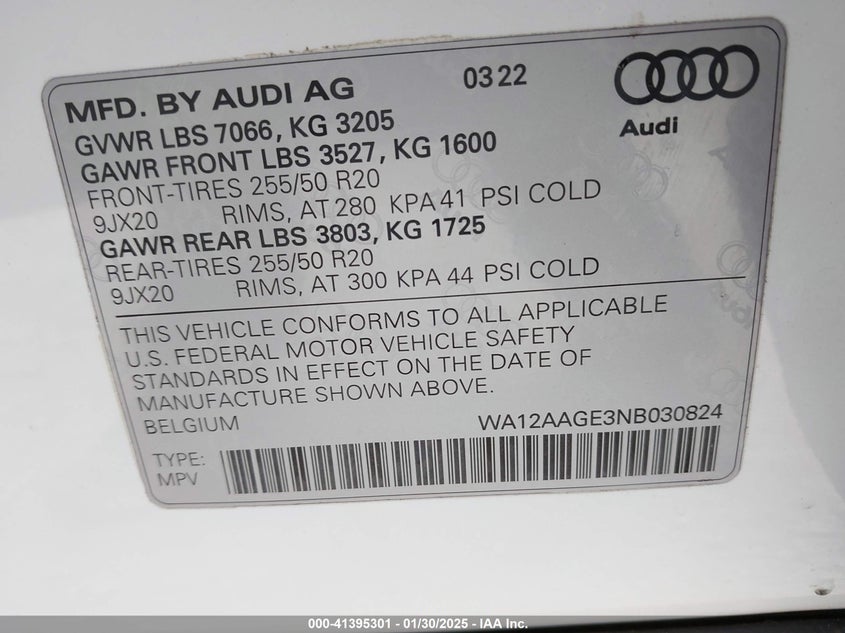 MFD. BY AUDI AG 03 22
Audi
GVWR LBS 7066, KG 3205
GAWR FRONT LBS 3527, KG 1600
FRONT-TIRES 255/50 R20
9JX20 RIMS, AT 280 KPA 41 PSI COLD
GAWR REAR LBS 3803, KG 1725
REAR-TIRES 255/50 R20
9JX20 RIMS, AT 300 KPA 44 PSI COLD
THIS VEHICLE CONFORMS TO ALL APPLICABLE
U.S. FEDERAL MOTOR VEHICLE SAFETY
STANDARDS IN EFFECT ON THE DATE OF
MANUFACTURE SHOWN ABOVE.
BELGIUM WA12AAGE3NB030824
TYPE:
MPV
000-41395301 - 01/30/2025 - IAA Inc.